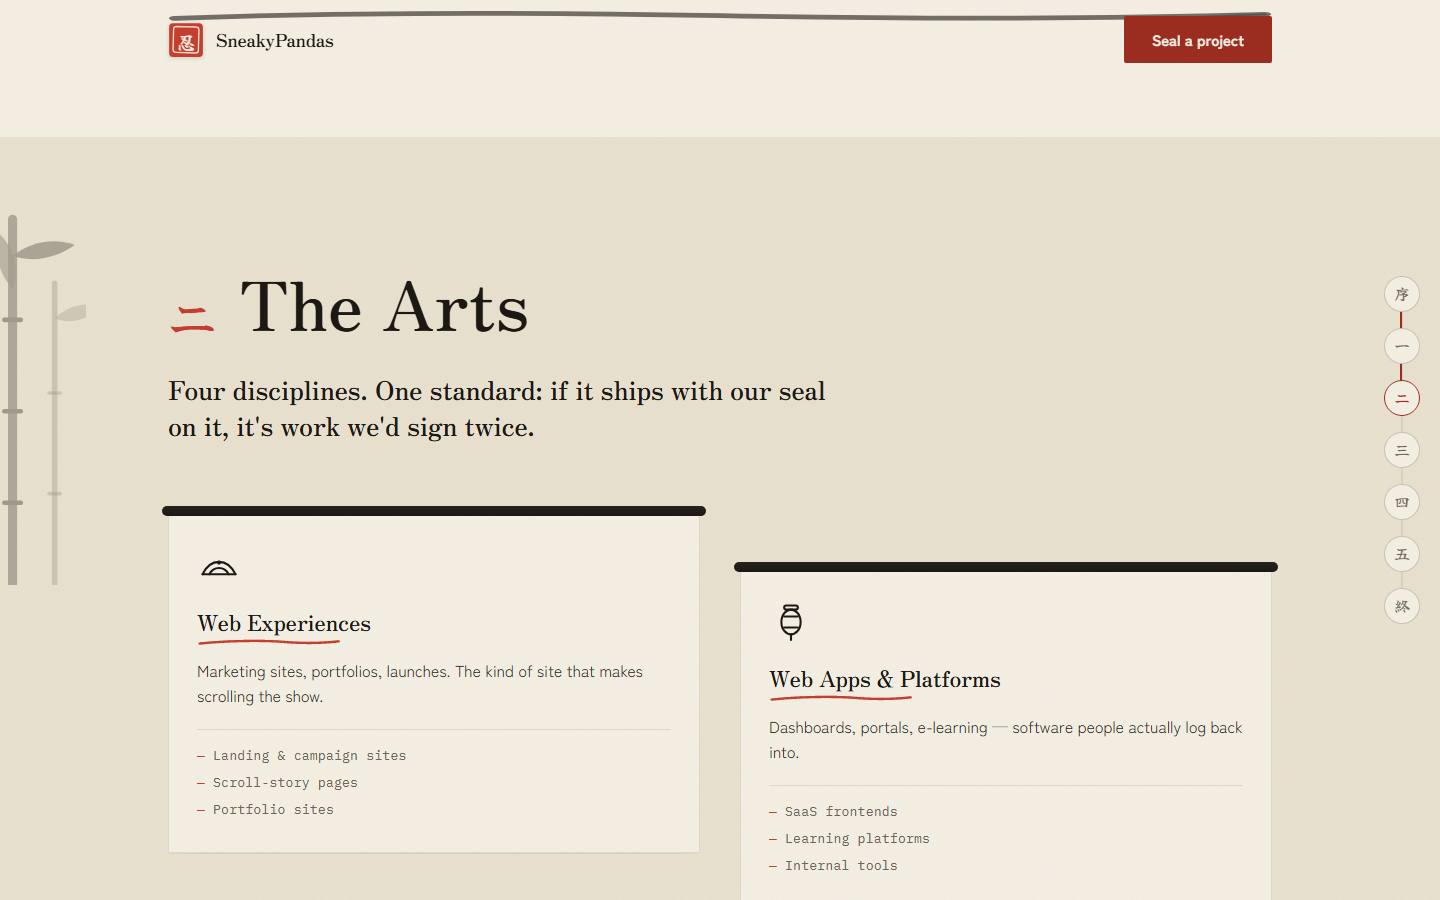 忍
SneakyPandas
Seal a project
二 The Arts
Four disciplines. One standard: if it ships with our seal
on it, it's work we'd sign twice.
Web Experiences
Marketing sites, portfolios, launches. The kind of site that makes
scrolling the show.
— Landing & campaign sites
— Scroll-story pages
— Portfolio sites
Web Apps & Platforms
Dashboards, portals, e-learning — software people actually log back
into.
— SaaS frontends
— Learning platforms
— Internal tools
序
一
二
三
四
五
終